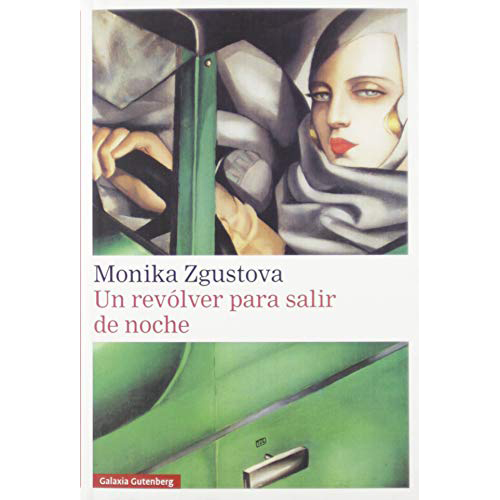 Monika Zgustova
Un revólver para salir
de noche
Galaxia Gutenberg